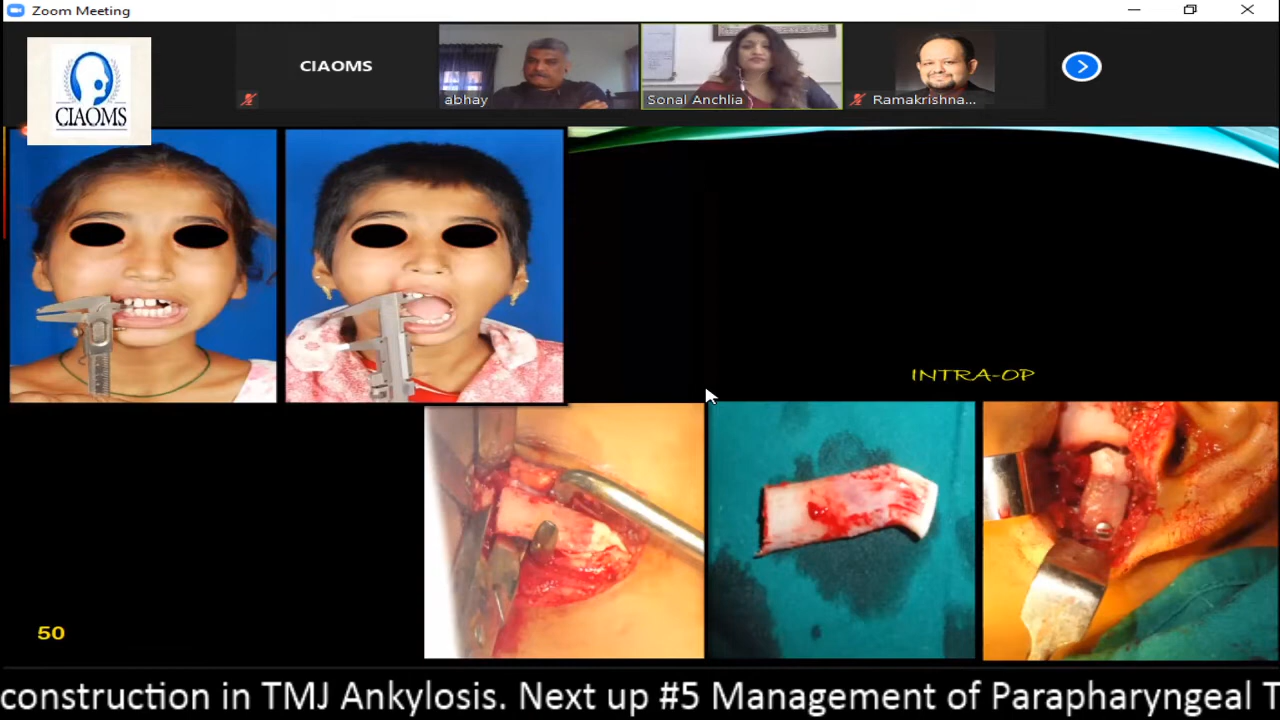 Zoom Meeting
CIAOMS
CIAOMS
abhay
Sonal Anchlia
Ramakrishna...
INTRA-OP
50
construction in TMJ Ankylosis. Next up #5 Management of Parapharyngeal T